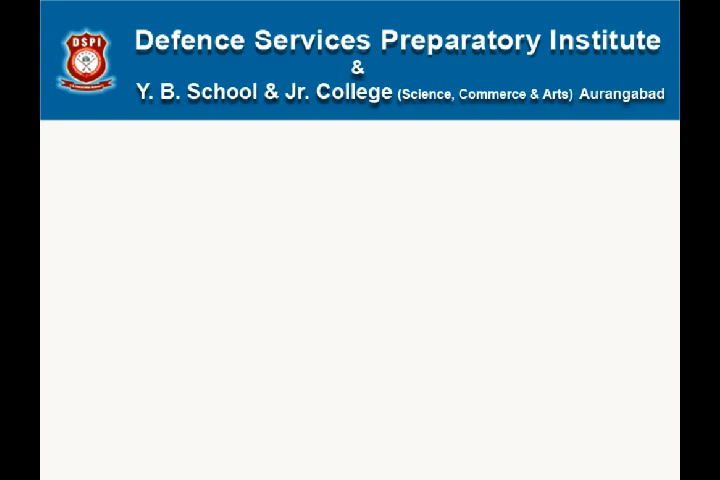 DSPI
Defence Services Preparatory Institute
&
Y. B. School & Jr. College (Science, Commerce & Arts) Aurangabad